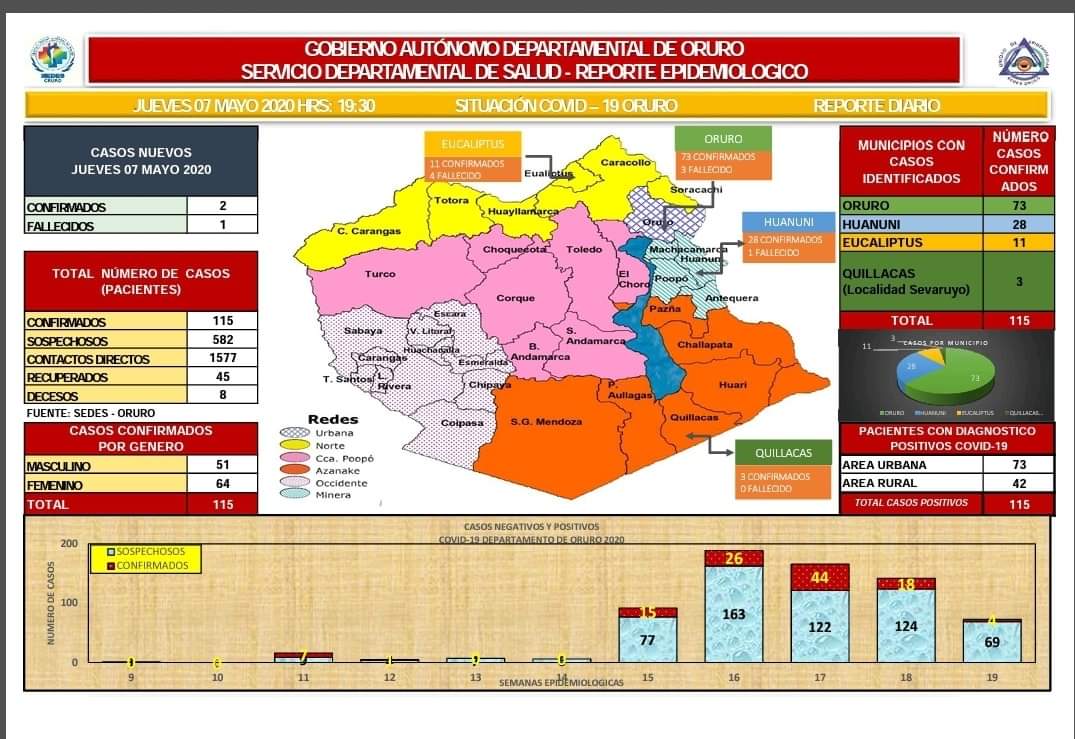 GOBIERNO AUTÓNOMO DEPARTAMENTAL DE ORURO
SERVICIO DEPARTAMENTAL DE SALUD - REPORTE EPIDEMIOLOGICO
JUEVES 07 MAYO 2020 HRS: 19:30 SITUACIÓN COVID – 19 ORURO REPORTE DIARIO
CASOS NUEVOS
JUEVES 07 MAYO 2020
CONFIRMADOS 2
FALLECIDOS 1
TOTAL NÚMERO DE CASOS
(PACIENTES)
CONFIRMADOS 115
SOSPECHOSOS 582
CONTACTOS DIRECTOS 1577
RECUPERADOS 45
DECESOS 8
FUENTE: SEDES - ORURO
CASOS CONFIRMADOS
POR GENERO
MASCULINO 51
FEMENINO 64
TOTAL 115
EUCALIPTUS
11 CONFIRMADOS
4 FALLECIDO
ORURO
73 CONFIRMADOS
3 FALLECIDO
HUANUNI
28 CONFIRMADOS
1 FALLECIDO
QUILLACAS
3 CONFIRMADOS
0 FALLECIDO
Caracollo
Eualiptus
Soracachi
Totora
Huayllamarca
Oruro
C. Carangas
Choquecota
Toledo
Machacamarca
Huanuni
Turco
El
Choro
Poopó
Corque
Antequera
Pazña
Escara
Sabaya
V. Litoral
S.
Andamarca
Challapata
Huachacalla
B.
Andamarca
Carangas
Esmeralda
T. Santos
L.
Rivera
Chipaya
P.
Aullagas
Huari
Coipasa
S.G. Mendoza
Quillacas
Redes
Urbana
Norte
Cca. Poopó
Azanake
Occidente
Minera
MUNICIPIOS CON
CASOS
IDENTIFICADOS
NÚMERO
CASOS
CONFIRM
ADOS
ORURO 73
HUANUNI 28
EUCALIPTUS 11
QUILLACAS
(Localidad Sevaruyo) 3
TOTAL 115
CASOS POR MUNICIPIO
3
11
28
73
ORURO HUANUNI EUCALIPTUS QUILLACAS...
PACIENTES CON DIAGNOSTICO
POSITIVOS COVID-19
AREA URBANA 73
AREA RURAL 42
TOTAL CASOS POSITIVOS 115
CASOS NEGATIVOS Y POSITIVOS
COVID-19 DEPARTAMENTO DE ORURO 2020
SOSPECHOSOS
CONFIRMADOS
NUMERO DE CASOS
200
100
0
0 0 7 1 0 0
15 26 44 18 4
77 163 122 124 69
9 10 11 12 13 14 15 16 17 18 19
SEMANAS EPIDEMIOLOGICAS
SEDES
ORURO